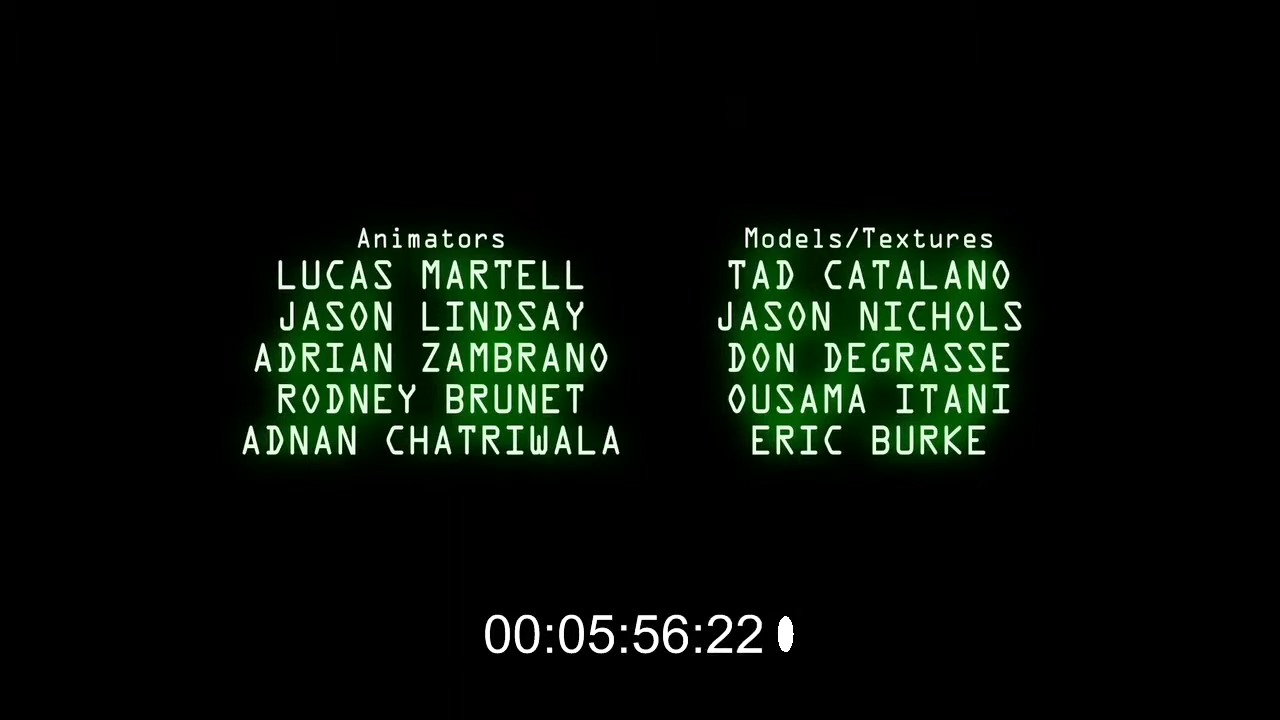 Animators
LUCAS MARTELL
JASON LINDSAY
ADRIAN ZAMBRANO
RODNEY BRUNET
ADNAN CHATRIWALA
Models/Textures
TAD CATALANO
JASON NICHOLS
DON DEGRASSE
OUSAMA ITANI
ERIC BURKE
00:05:56:22